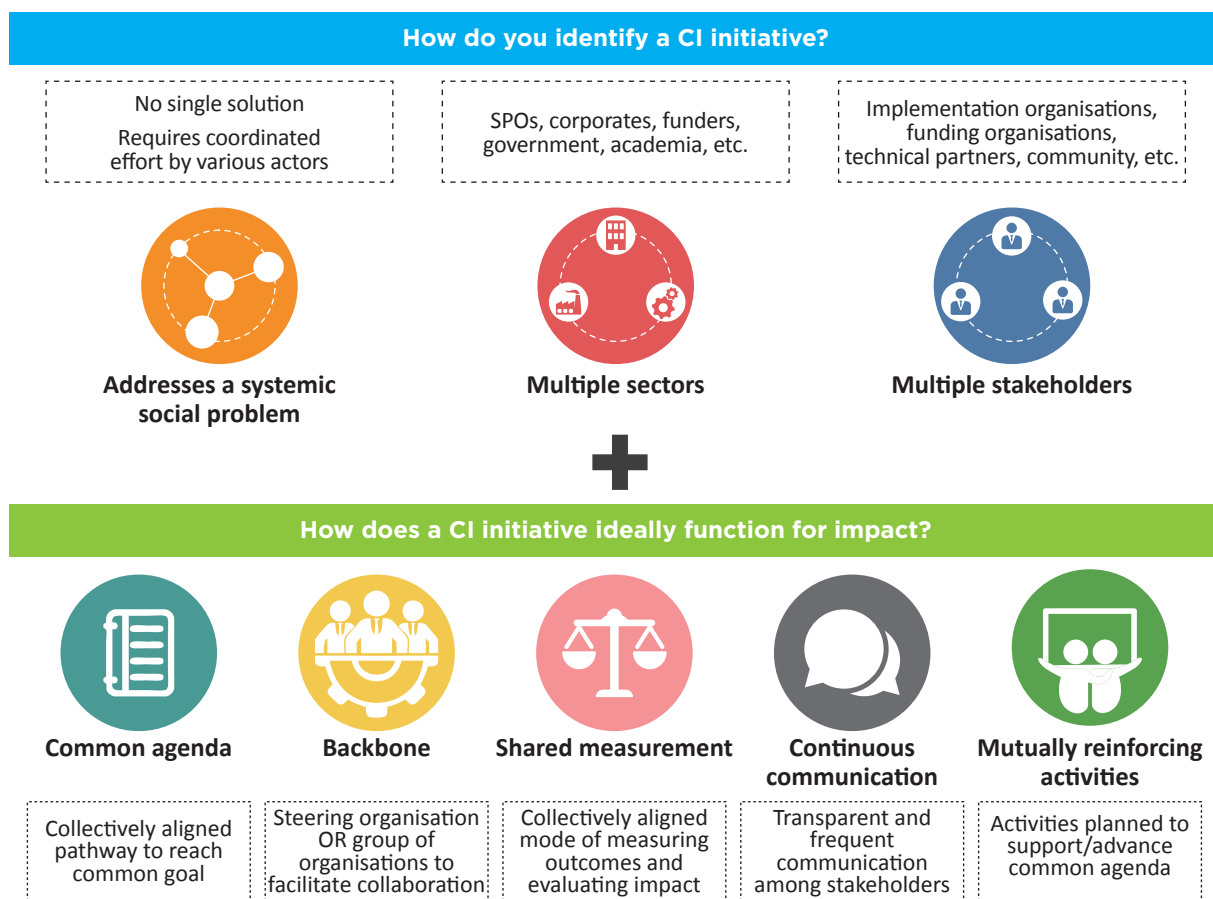 How do you identify a CI initiative?
No single solution
Requires coordinated
effort by various actors
SPOs, corporates, funders,
government, academia, etc.
Implementation organisations,
funding organisations,
technical partners, community, etc.
Addresses a systemic
social problem
Multiple sectors
Multiple stakeholders
How does a CI initiative ideally function for impact?
Common agenda
Backbone
Shared measurement
Continuous
communication
Mutually reinforcing
activities
Collectively aligned
pathway to reach
common goal
Steering organisation
OR group of
organisations to
facilitate collaboration
Collectively aligned
mode of measuring
outcomes and
evaluating impact
Transparent and
frequent
communication
among stakeholders
Activities planned to
support/advance
common agenda